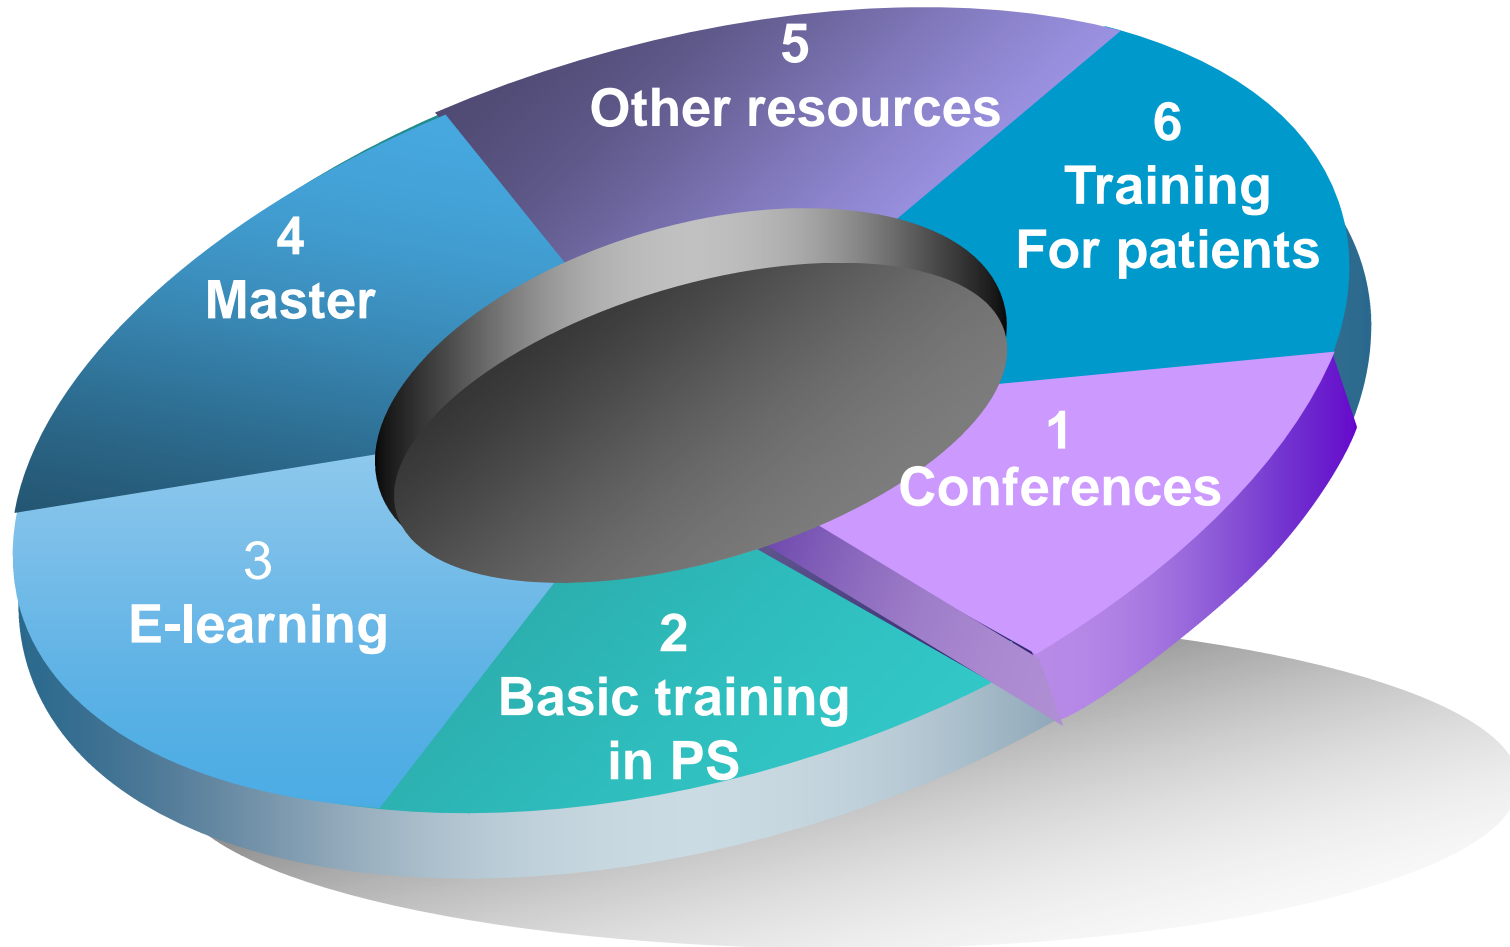 5
Other resources
6
Training
For patients
4
Master
1
Conferences
3
E-learning
2
Basic training
in PS